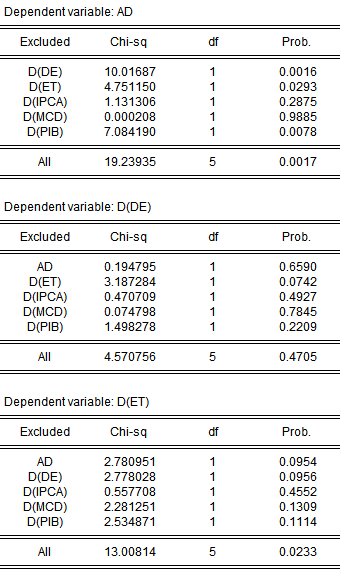 Dependent variable: AD
Excluded Chi-sq df Prob.
D(DE) 10.01687 1 0.0016
D(ET) 4.751150 1 0.0293
D(IPCA) 1.131306 1 0.2875
D(MCD) 0.000208 1 0.9885
D(PIB) 7.084190 1 0.0078
All 19.23935 5 0.0017
Dependent variable: D(DE)
Excluded Chi-sq df Prob.
AD 0.194795 1 0.6590
D(ET) 3.187284 1 0.0742
D(IPCA) 0.470709 1 0.4927
D(MCD) 0.074798 1 0.7845
D(PIB) 1.498278 1 0.2209
All 4.570756 5 0.4705
Dependent variable: D(ET)
Excluded Chi-sq df Prob.
AD 2.780951 1 0.0954
D(DE) 2.778028 1 0.0956
D(IPCA) 0.557708 1 0.4552
D(MCD) 2.281251 1 0.1309
D(PIB) 2.534871 1 0.1114
All 13.00814 5 0.0233